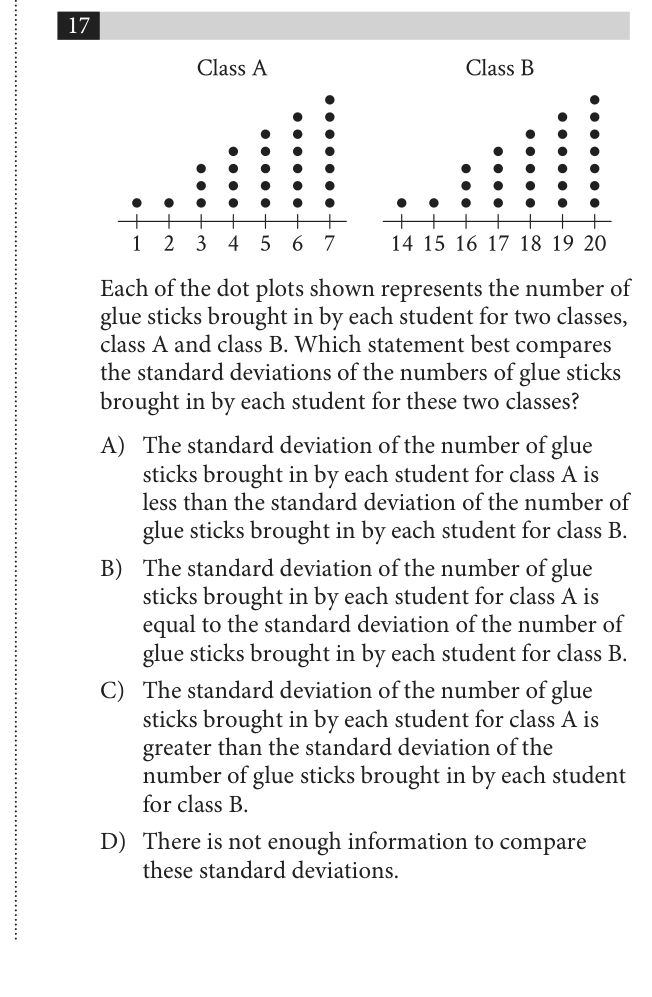 17
Class A
Class B
1 2 3 4 5 6 7
14 15 16 17 18 19 20
Each of the dot plots shown represents the number of
glue sticks brought in by each student for two classes,
class A and class B. Which statement best compares
the standard deviations of the numbers of glue sticks
brought in by each student for these two classes?
A) The standard deviation of the number of glue
sticks brought in by each student for class A is
less than the standard deviation of the number of
glue sticks brought in by each student for class B.
B) The standard deviation of the number of glue
sticks brought in by each student for class A is
equal to the standard deviation of the number of
glue sticks brought in by each student for class B.
C) The standard deviation of the number of glue
sticks brought in by each student for class A is
greater than the standard deviation of the
number of glue sticks brought in by each student
for class B.
D) There is not enough information to compare
these standard deviations.